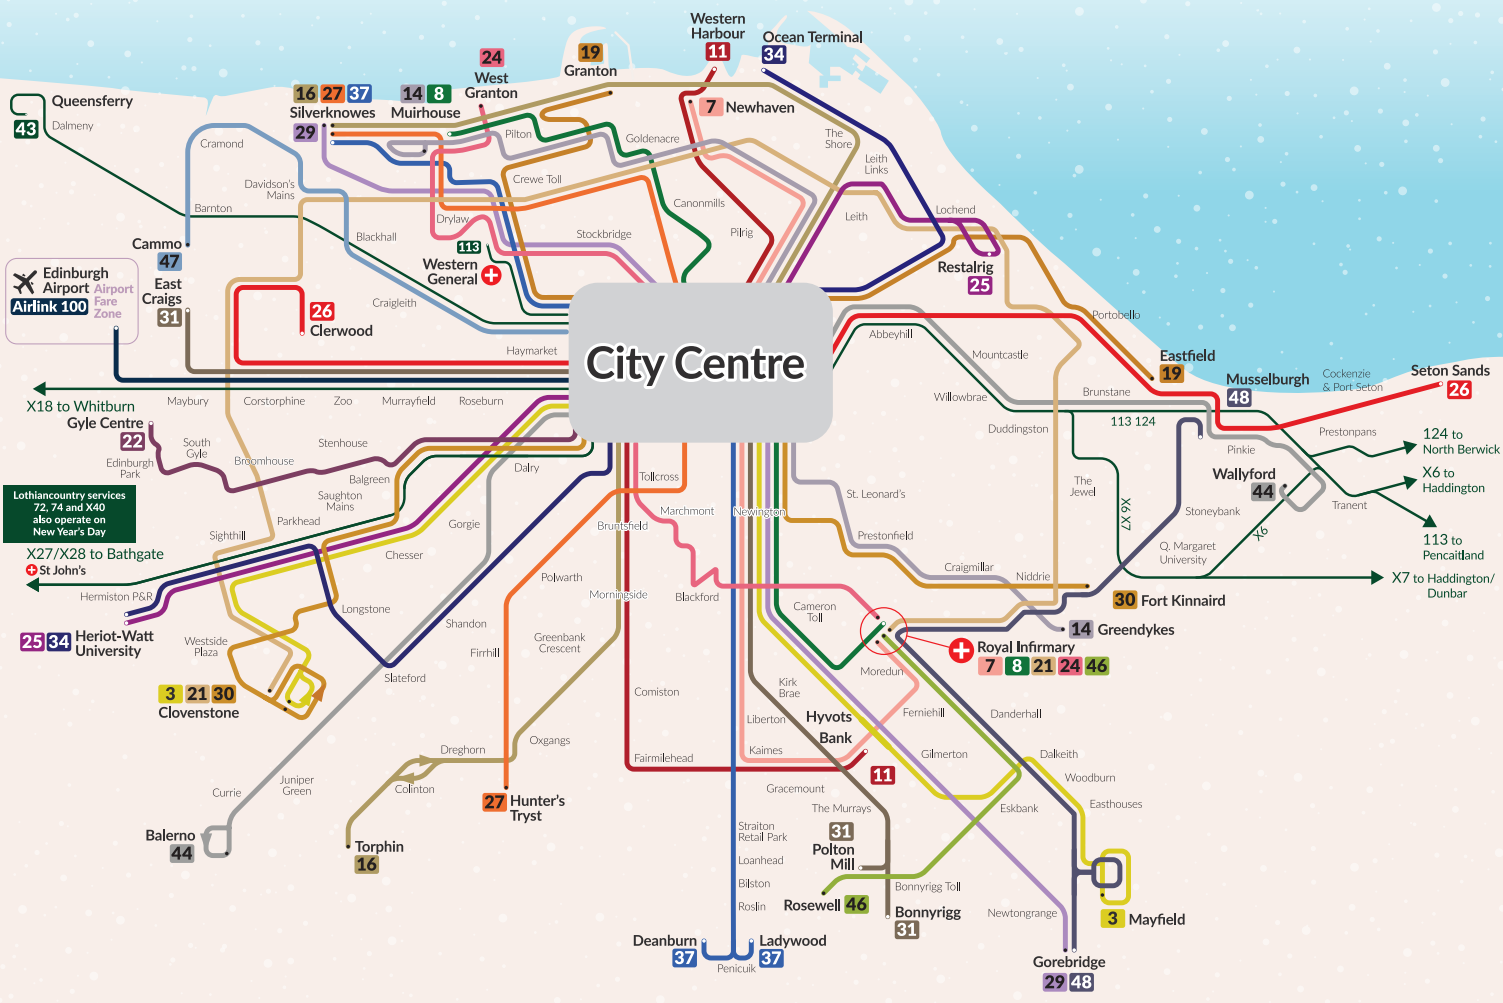 Western
Harbour
11
Ocean Terminal
34
19
Granton
24
West
Granton
16 27 37
Silverknowes
29
14 8
Muirhouse
7 Newhaven
Queensferry
43
Dalmeny
Cramond
Pilton
Goldenacre
The
Shore
Leith
Links
Davidson's
Mains
Crewe Toll
Barnton
Canonmills
Drylaw
Pilrig
Leith
Lochend
Blackhall
Stockbridge
Cammo
47
113
Western
General
Restalrig
25
Edinburgh
Airport
Airlink 100
Airport
Fare
Zone
East
Craigs
31
26
Clerwood
Craigleith
Haymarket
City Centre
Abbeyhill
Portobello
Mountcastle
Eastfield
19
Musselburgh
48
Cockenzie
& Port Seton
Seton Sands
26
X18 to Whitburn
Maybury
Corstorphine
Zoo
Murrayfield
Roseburn
Willowbrae
Brunstane
113 124
Duddingston
Gyle Centre
22
Edinburgh
Park
South
Gyle
Broomhouse
Stenhouse
Balgreen
Saughton
Mains
Dalry
Tollcross
Pinkie
Prestonpans
124 to
North Berwick
Wallyford
44
X6 to
Haddington
The
Jewel
St. Leonard's
Marchmont
Newington
Bruntsfield
Lothiancountry services
72, 74 and X40
also operate on
New Year's Day
Parkhead
Gorgie
Sighthill
Chesser
Prestonfield
X6 X7
Stoneybank
Tranent
X6
113 to
Pencaitland
X27/X28 to Bathgate
St John's
Hermiston P&R
Polwarth
Morningside
Blackford
Craigmillar
Niddrie
Q. Margaret
University
X7 to Haddington/
Dunbar
30 Fort Kinnaird
Longstone
Shandon
Cameron
Toll
14 Greendykes
25 34 Heriot-Watt
University
Westside
Plaza
Firrhill
Greenbank
Crescent
Royal Infirmary
7 8 21 24 46
Moredun
Slateford
Kirk
Brae
3 21 30
Clovenstone
Comiston
Liberton
Hyvots
Bank
Ferniehill
Danderhall
Dreghorn
Oxgangs
Fairmilehead
Kaimes
Gilmerton
Dalkeith
11
Woodburn
Juniper
Green
Colinton
Currie
27 Hunter's
Tryst
Gracemount
The Murrays
Eskbank
Easthouses
Balerno
44
Torphin
16
Straiton
Retail Park
31
Polton
Mill
Loanhead
Bilston
Roslin
Bonnyrigg Toll
Rosewell 46
Bonnyrigg
31
Newtongrange
3 Mayfield
Deanburn
37
Ladywood
37
Penicuik
Gorebridge
29 48